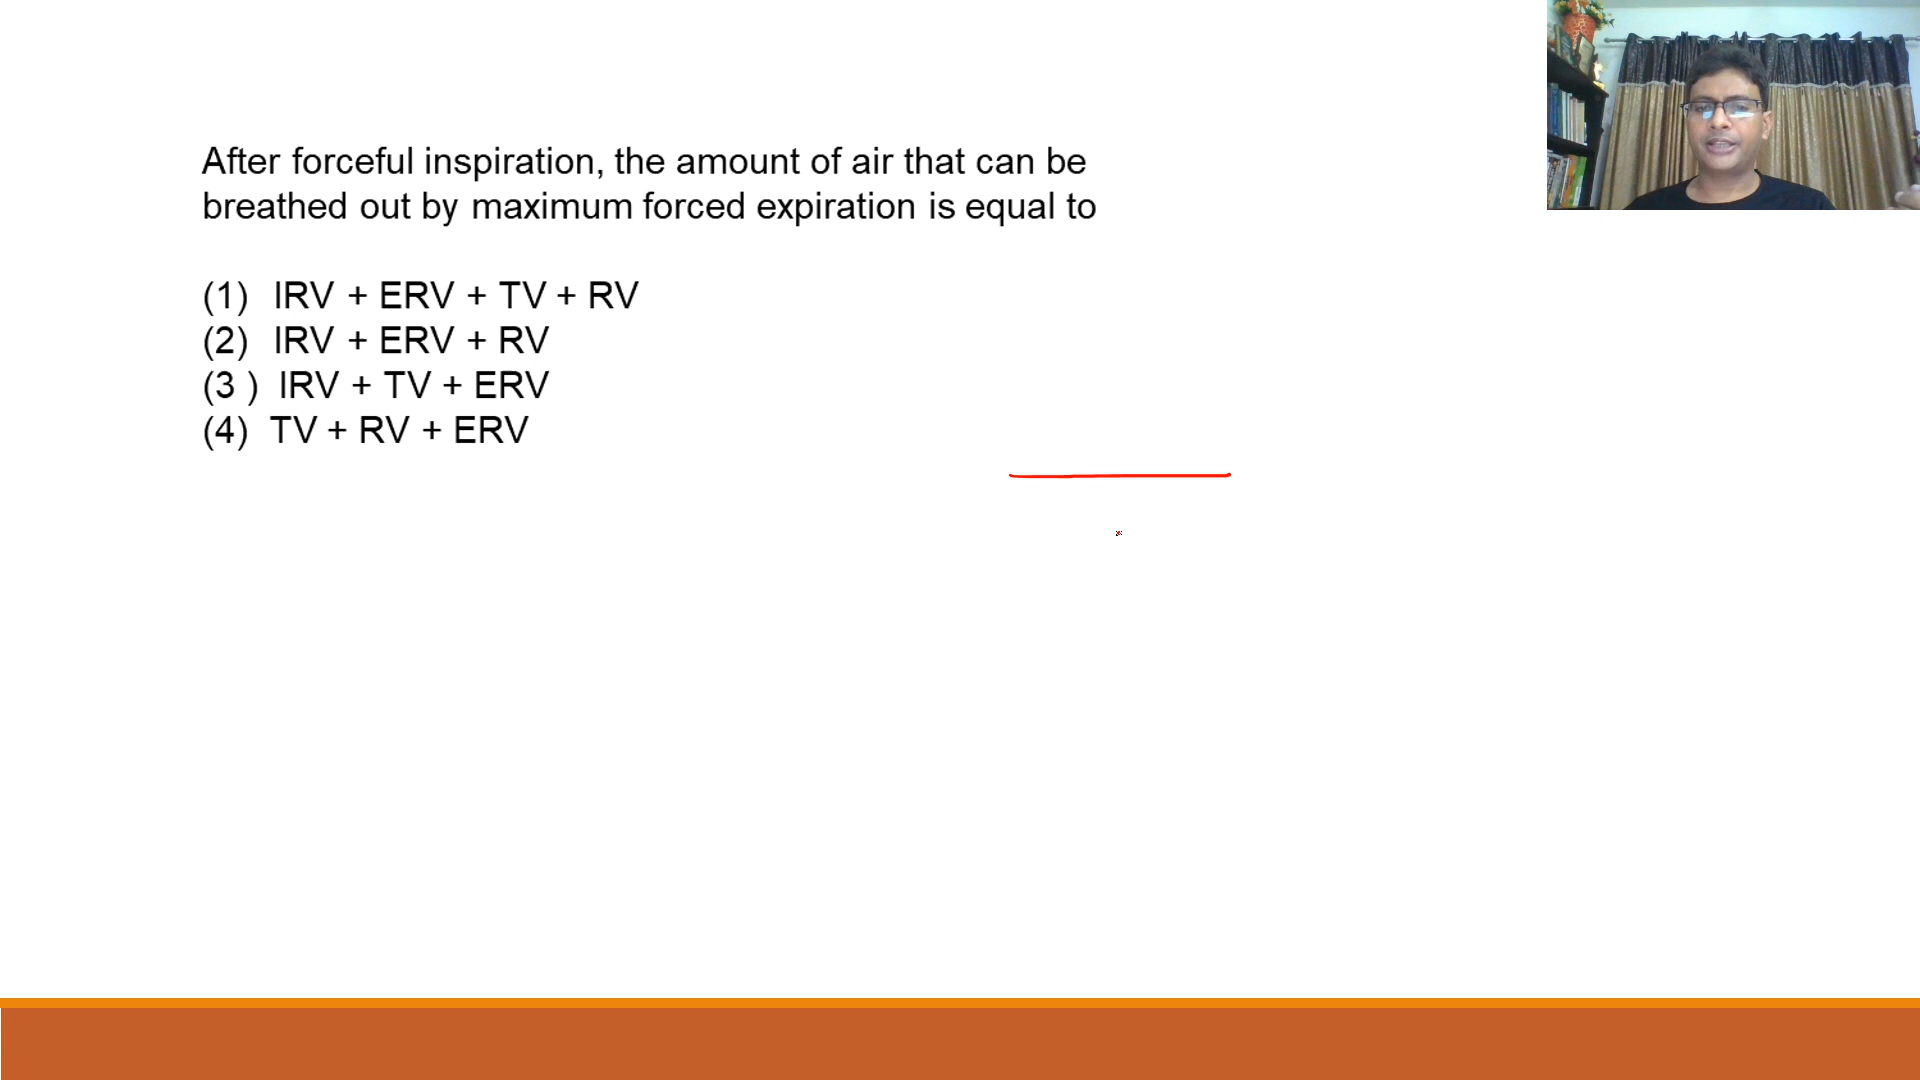 After forceful inspiration, the amount of air that can be
breathed out by maximum forced expiration is equal to
(1) IRV + ERV + TV + RV
(2) IRV + ERV + RV
(3 ) IRV + TV + ERV
(4) TV + RV + ERV